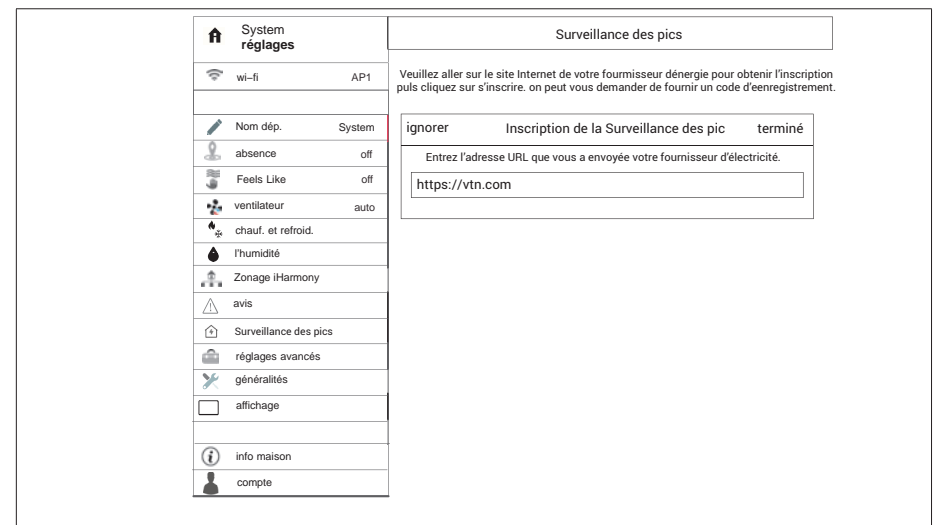 System
réglages
wi–fi AP1
Nom dép. System
absence off
Feels Like off
ventilateur auto
chauf. et refroid.
l'humidité
Zonage iHarmony
avis
Surveillance des pics
réglages avancés
généralités
affichage
info maison
compte
Surveillance des pics
Veuillez aller sur le site Internet de votre fourmisseur dénergie pour obtenir l'inscription
puls cliquez sur s'inscrire. on peut vous demander de fournir un code d'eenregistrement.
ignorer Inscription de la Surveillance des pic terminé
Entrez l'adresse URL que vous a envoyée votre fournisseur d'électricité.
https://vtn.com